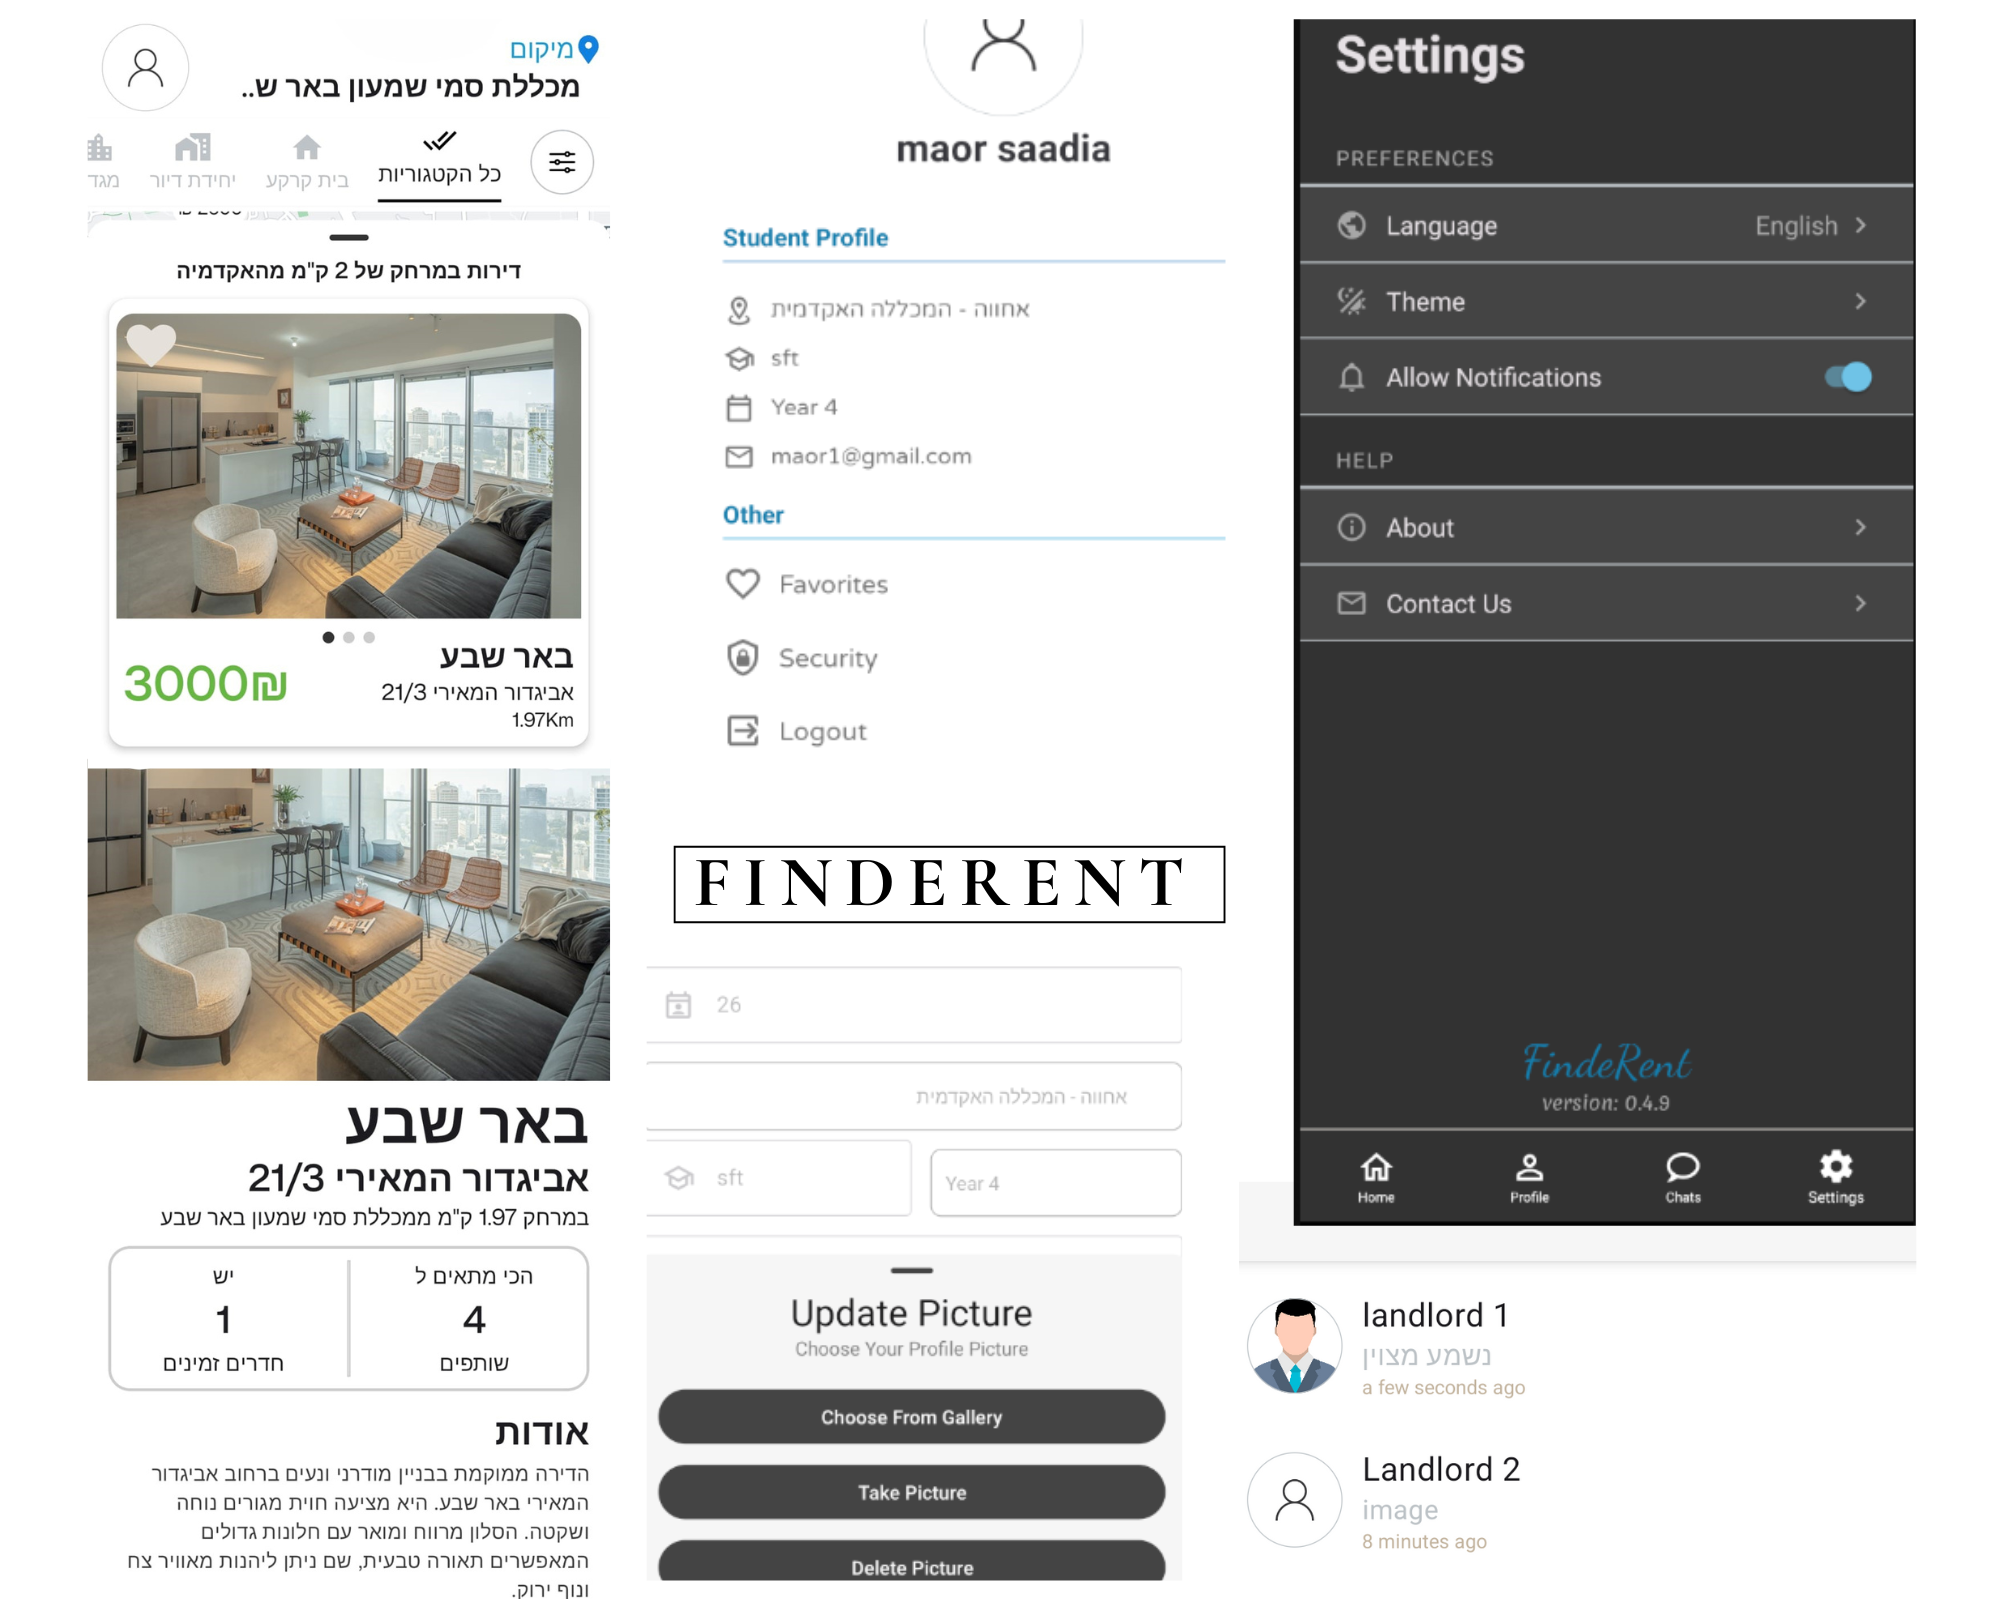 מיקום
מכללת סמי שמעון באר ש..
כל הקטגוריות
בית קרקע
יחידת דיור
מגד
דירות במרחק של 2 ק"מ מהאקדמיה
באר שבע
3000₪
אביגדור המאירי 21/3
1.97Km
באר שבע
אביגדור המאירי 21/3
במרחק 1.97 ק"מ ממכללת סמי שמעון באר שבע
הכי מתאים ל
4
שותפים
יש
1
חדרים זמינים
אודות
הדירה ממוקמת בבניין מודרני ונעים ברחוב אביגדור
המאירי באר שבע. היא מציעה חוית מגורים נוחה
ושקטה. הסלון מרווח ומואר עם חלונות גדולים
המאפשרים תאורה טבעית, שם ניתן ליהנות מאוויר צח
ונוף ירוק.
maor saadia
Student Profile
אחווה - המכללה האקדמית
sft
Year 4
maor1@gmail.com
Other
Favorites
Security
Logout
FINDERENT
26
אחווה - המכללה האקדמית
sft
Year 4
Update Picture
Choose Your Profile Picture
Choose From Gallery
Take Picture
Delete Picture
Settings
PREFERENCES
Language
English
Theme
Allow Notifications
HELP
About
Contact Us
FindeRent
version: 0.4.9
Home
Profile
Chats
Settings
landlord 1
נשמע מצוין
a few seconds ago
Landlord 2
image
8 minutes ago